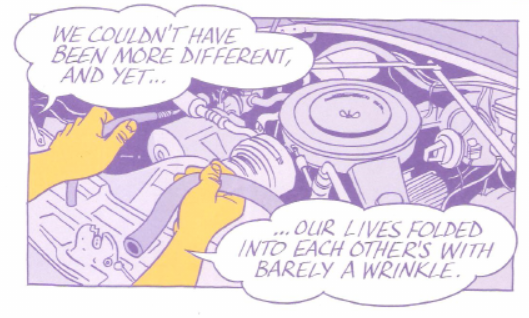 WE COULDN'T HAVE
BEEN MORE DIFFERENT,
AND YET...
...OUR LIVES FOLDED
INTO EACH OTHER'S WITH
BARELY A WRINKLE.